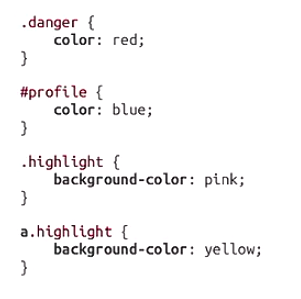 .danger {
    color: red;
}
#profile {
    color: blue;
}
.highlight {
    background-color: pink;
}
a.highlight {
    background-color: yellow;
}